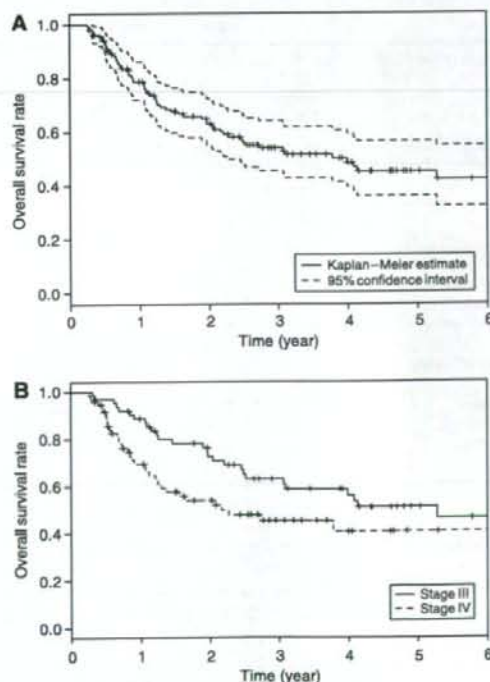 A
Overall survival rate
1.0
0.8
0.6
0.4
0.2
0.0
Kaplan–Meier estimate
95% confidence interval
0 1 2 3 4 5 6
Time (year)
B
Overall survival rate
1.0
0.8
0.6
0.4
0.2
0.0
Stage III
Stage IV
0 1 2 3 4 5 6
Time (year)